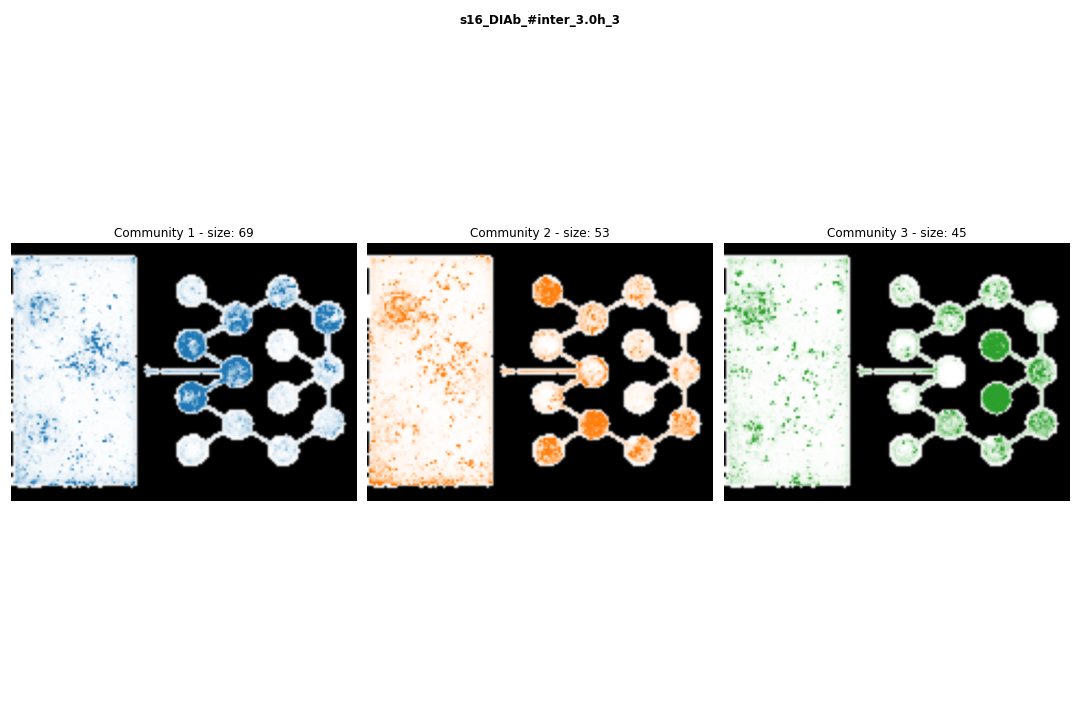 s16_DIAb_#inter_3.0h_3
Community 1 - size: 69
Community 2 - size: 53
Community 3 - size: 45